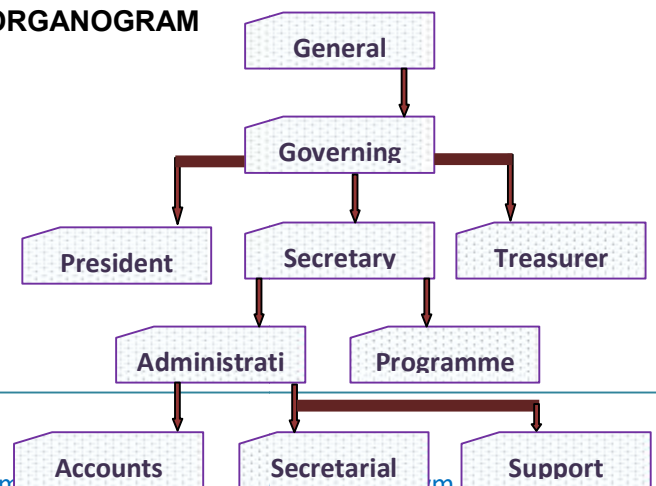 ORGANOGRAM
General
Governing
President Secretary Treasurer
Administrati Programme
Accounts Secretarial Support